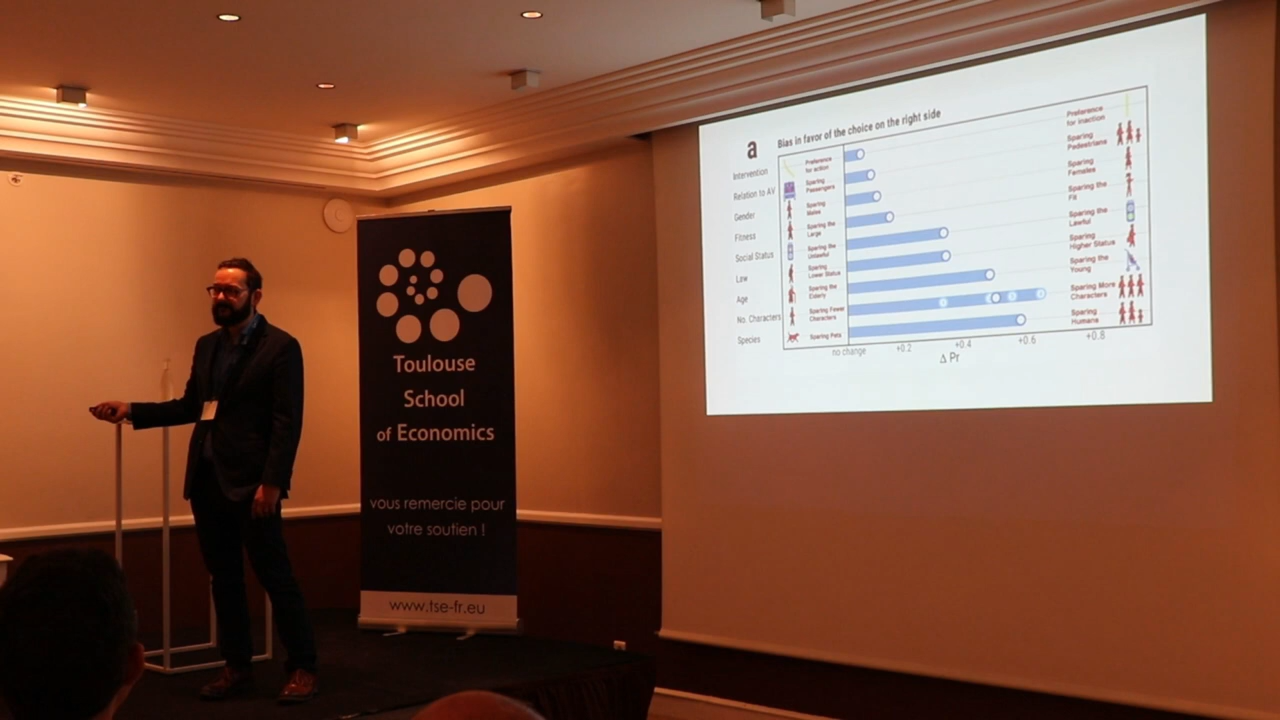 Toulouse
School
of Economics
vous remercie pour
votre soutien !
www.tse-fr.eu
a
Bias in favor of the choice on the right side
Intervention
Relation to AV
Gender
Fitness
Social Status
Law
Age
No. Characters
Species
Preference
for action
Sparing
Passengers
Sparing
Males
Sparing the
Large
Sparing the
Unlawful
Sparing
Lower Status
Sparing the
Elderly
Sparing Fewer
Characters
Sparing Pets
Preference
for inaction
Sparing
Pedestrians
Sparing
Females
Sparing the
Fit
Sparing the
Lawful
Sparing
Higher Status
Sparing the
Young
Sparing More
Characters
Sparing
Humans
no change
+0.2
+0.4
+0.6
+0.8
Δ Pr